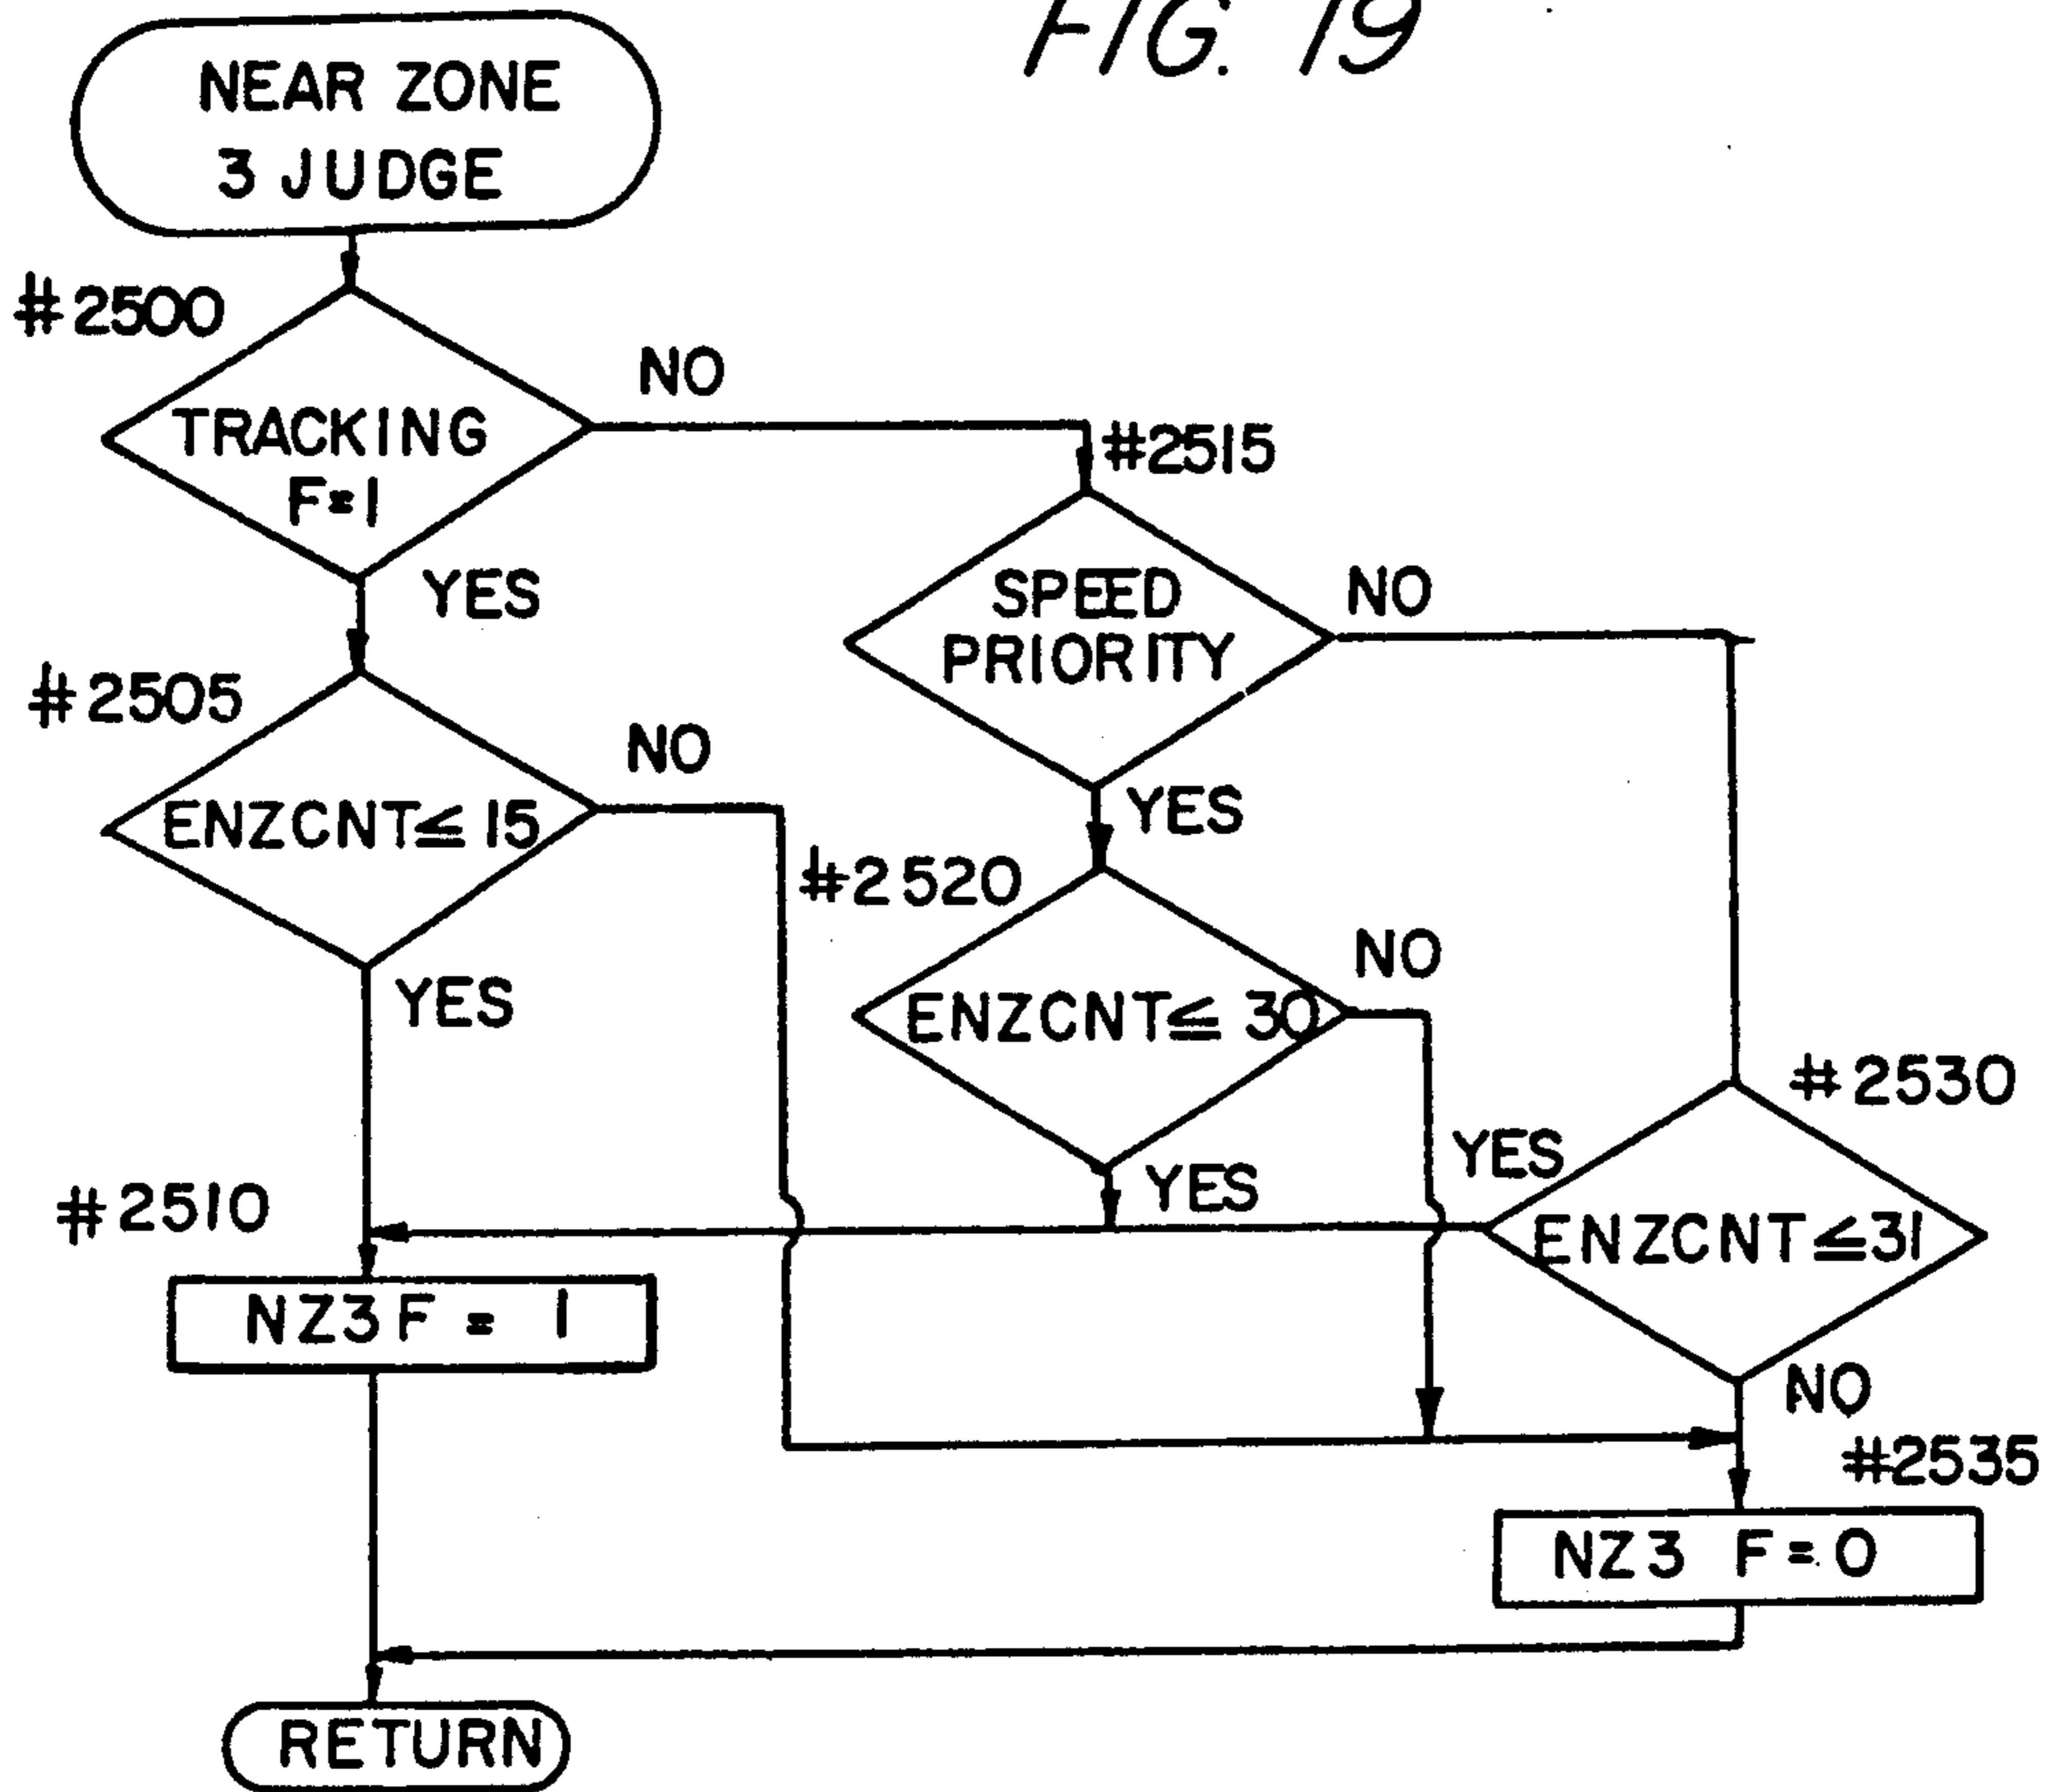 FIG. 19
NEAR ZONE
3 JUDGE
#2500
TRACKING
F=1
NO
YES
#2515
SPEED
PRIORITY
NO
YES
#2505
ENZCNT≦15
NO
YES
#2520
ENZCNT≦30
NO
YES
#2530
ENZCNT≦31
YES
NO
#2510
NZ3F = 1
#2535
NZ3 F=0
RETURN